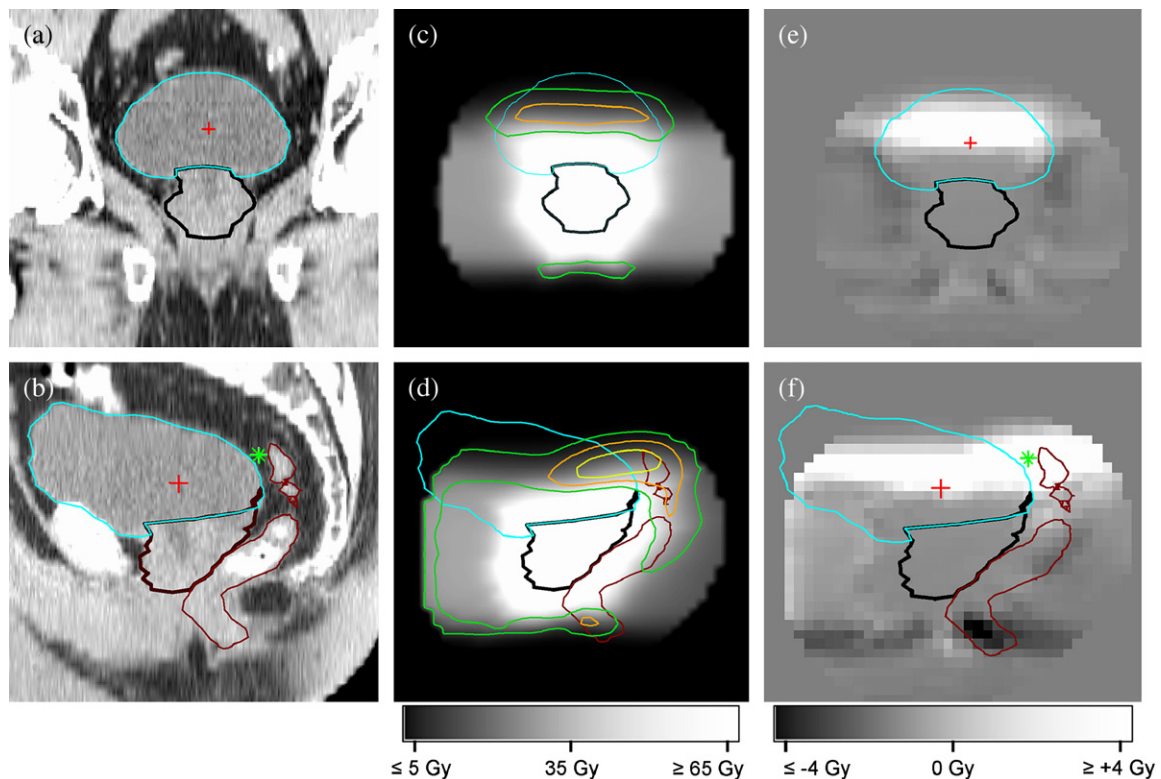 (a)
(c)
(e)
(b)
(d)
(f)
≤ 5 Gy 35 Gy ≥ 65 Gy
≤ -4 Gy 0 Gy ≥ +4 Gy